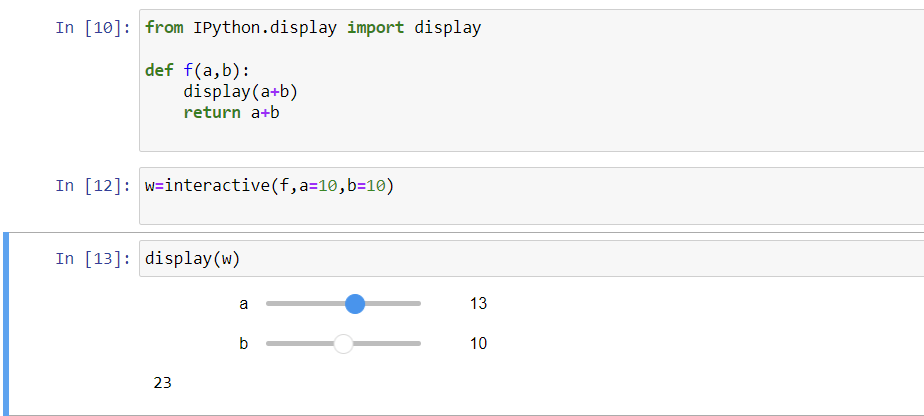 In [10]: from IPython.display import display
def f(a,b):
    display(a+b)
    return a+b
In [12]: w=interactive(f,a=10,b=10)
In [13]: display(w)
a 13
b 10
23